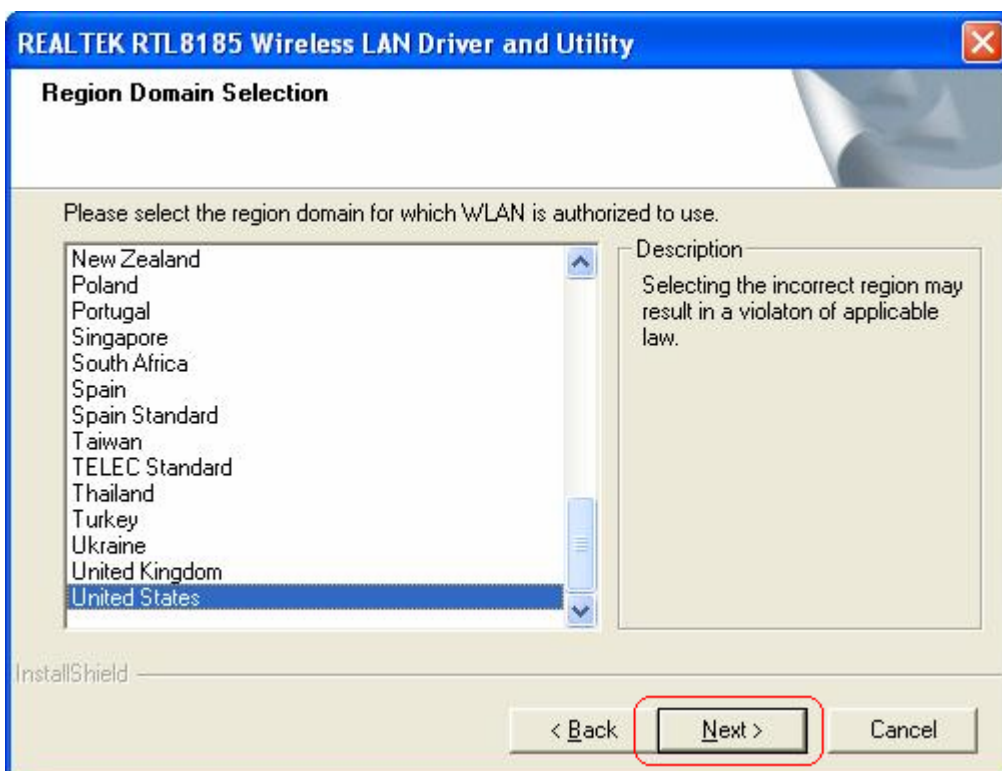 REALTEK RTL8185 Wireless LAN Driver and Utility
Region Domain Selection
Please select the region domain for which WLAN is authorized to use.
New Zealand
Poland
Portugal
Singapore
South Africa
Spain
Spain Standard
Taiwan
TELEC Standard
Thailand
Turkey
Ukraine
United Kingdom
United States
Description
Selecting the incorrect region may
result in a violaton of applicable
law.
InstallShield
< Back
Next >
Cancel